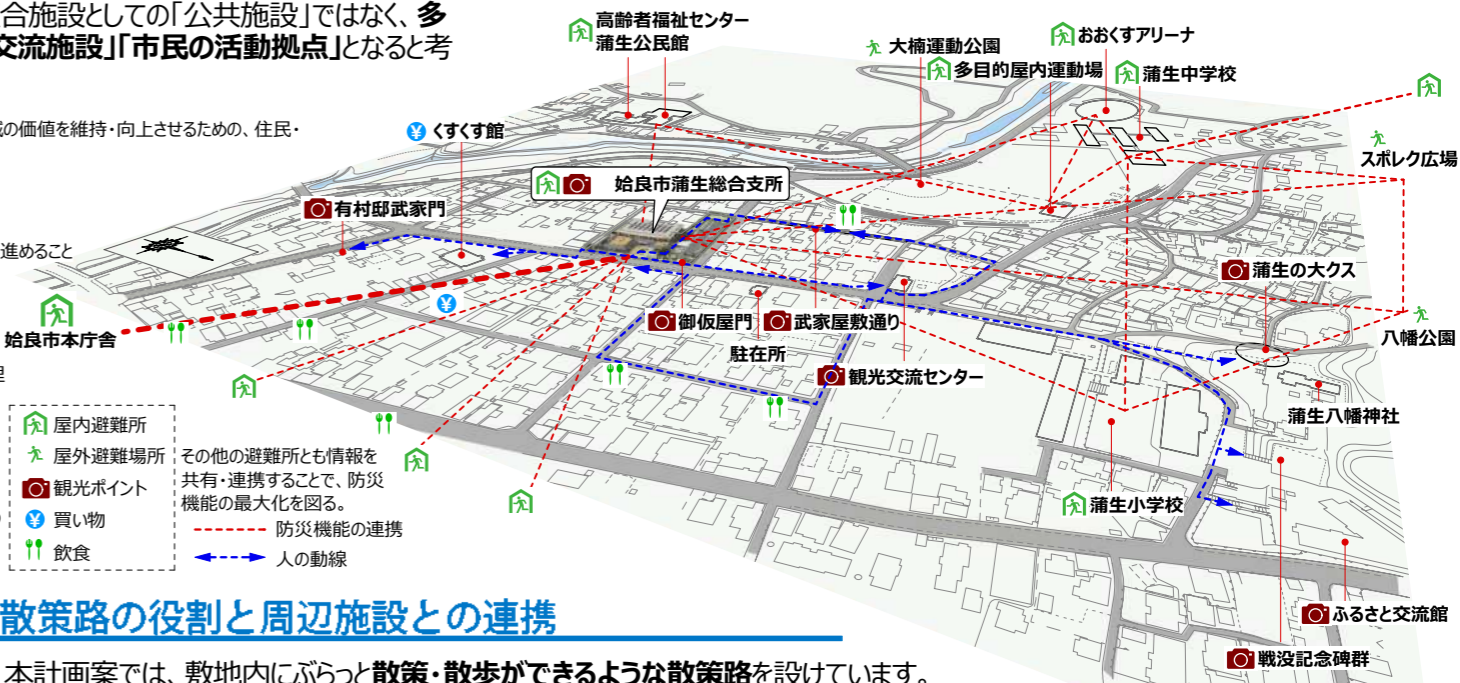 合施設としての「公共施設」ではなく、多
交流施設」「市民の活動拠点」となると考
の価値を維持・向上させるための、住民・
進めること
高齢者福祉センター
蒲生公民館
大楠運動公園
多目的屋内運動場
おおくすアリーナ
蒲生中学校
スポレク広場
くすくす館
姶良市蒲生総合支所
有村邸武家門
蒲生の大クス
姶良市本庁舎
御仮屋門
武家屋敷通り
駐在所
観光交流センター
八幡公園
蒲生八幡神社
蒲生小学校
ふるさと交流館
戦没記念碑群
屋内避難所
屋外避難場所
観光ポイント
買い物
飲食
その他の避難所とも情報を
共有・連携することで、防災
機能の最大化を図る。
防災機能の連携
人の動線
散策路の役割と周辺施設との連携
本計画案では、敷地内にぶらっと散策・散歩ができるような散策路を設けています。